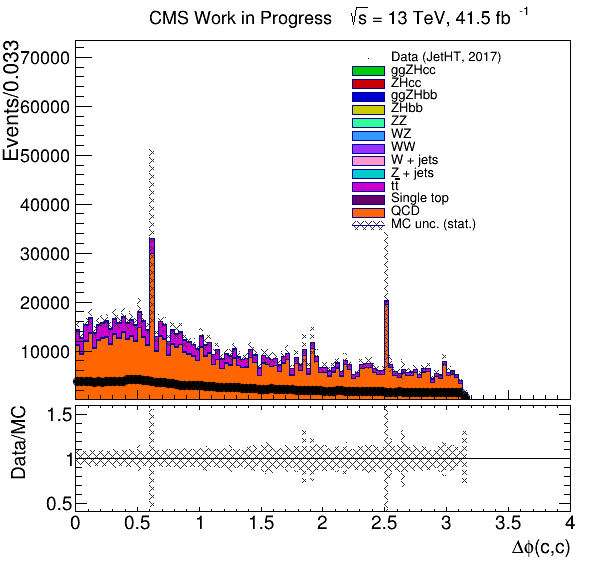 CMS Work in Progress √s = 13 TeV, 41.5 fb⁻¹
Events/0.033
70000
60000
50000
40000
30000
20000
10000
Data (JetHT, 2017)
ggZHcc
ZHcc
ggZHbb
ZHbb
ZZ
WZ
WW
W + jets
Z + jets
tt̅
Single top
QCD
MC unc. (stat.)
Data/MC
1.5
1
0.5
0 0.5 1 1.5 2 2.5 3 3.5 4
Δϕ(c,c)